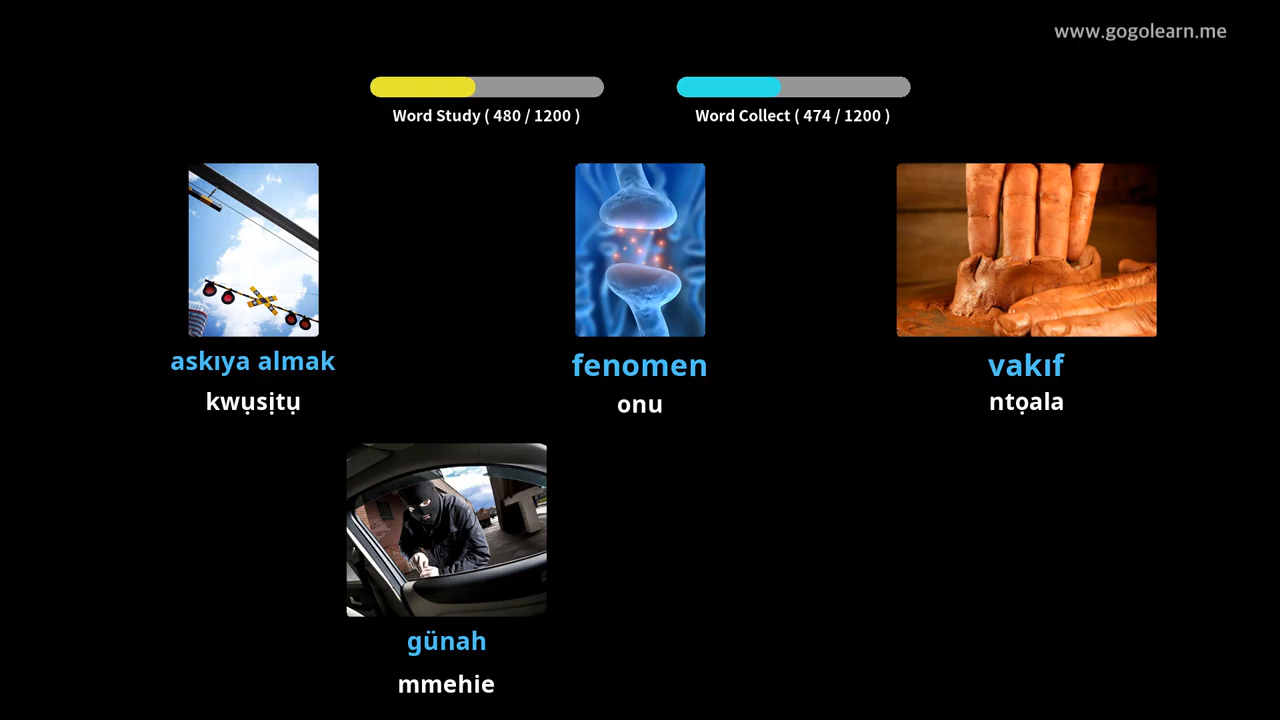 www.gogolearn.me
Word Study ( 480 / 1200 )
Word Collect ( 474 / 1200 )
askıya almak
kwụsịtụ
fenomen
onu
vakıf
ntọala
günah
mmehie